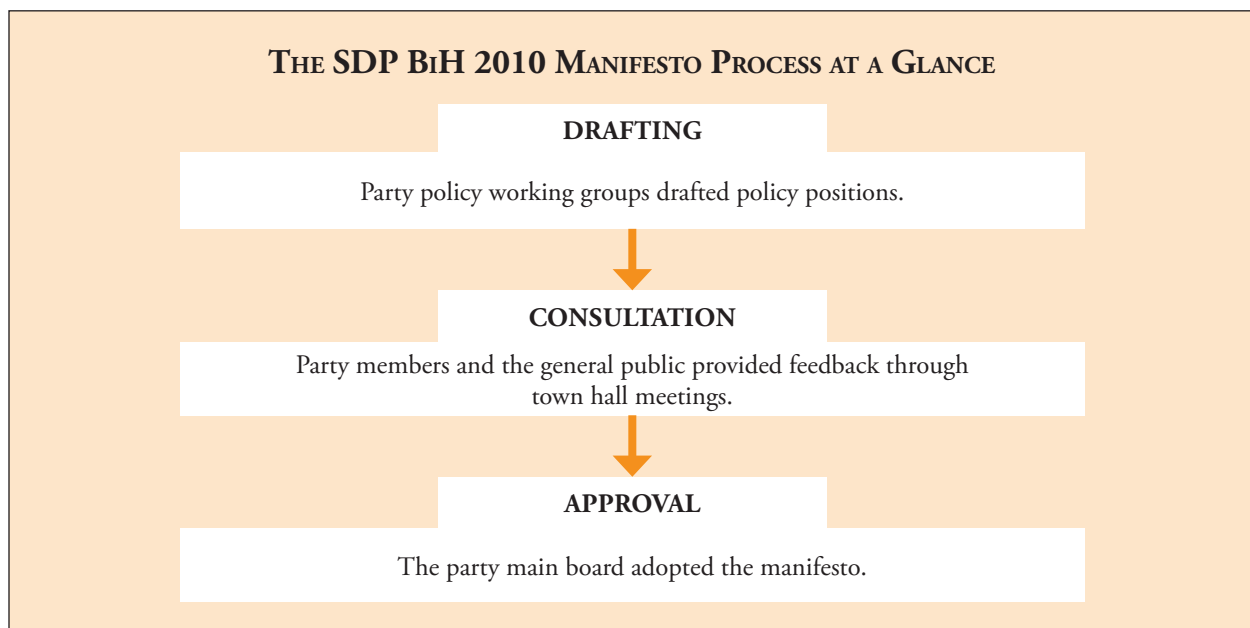 The SDP BiH 2010 Manifesto Process at a Glance
DRAFTING
Party policy working groups drafted policy positions.
CONSULTATION
Party members and the general public provided feedback through
town hall meetings.
APPROVAL
The party main board adopted the manifesto.